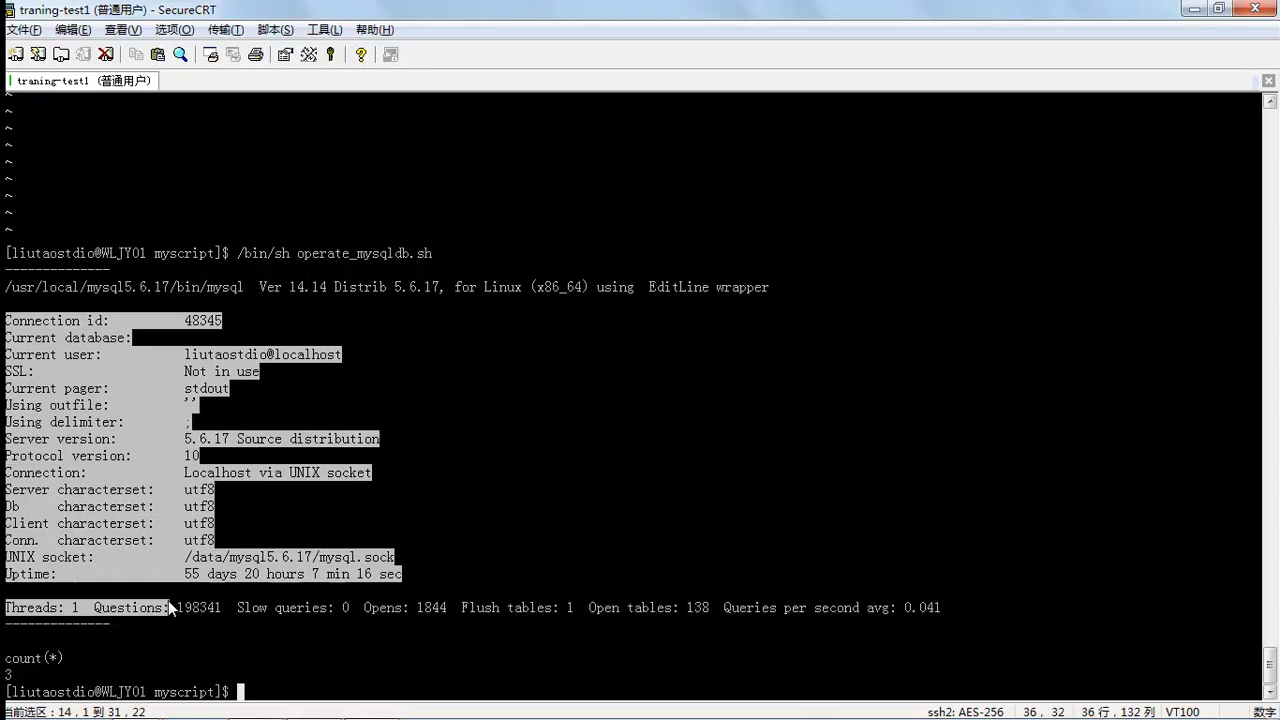 traning-test1 (普通用户) - SecureCRT
文件(F) 编辑(E) 查看(V) 选项(O) 传输(T) 脚本(S) 工具(L) 帮助(H)
traning-test1 (普通用户)
~
~
~
~
~
~
~
~
~
[liutaostdio@WLJY01 myscript]$ /bin/sh operate_mysqldb.sh
--------------
/usr/local/mysql5.6.17/bin/mysql  Ver 14.14 Distrib 5.6.17, for Linux (x86_64) using  EditLine wrapper
Connection id:          48345
Current database:
Current user:           liutaostdio@localhost
SSL:                    Not in use
Current pager:          stdout
Using outfile:          ''
Using delimiter:        ;
Server version:         5.6.17 Source distribution
Protocol version:       10
Connection:             Localhost via UNIX socket
Server characterset:    utf8
Db     characterset:    utf8
Client characterset:    utf8
Conn.  characterset:    utf8
UNIX socket:            /data/mysql5.6.17/mysql.sock
Uptime:                 55 days 20 hours 7 min 16 sec
Threads: 1  Questions: 198341  Slow queries: 0  Opens: 1844  Flush tables: 1  Open tables: 138  Queries per second avg: 0.041
--------------
count(*)
3
[liutaostdio@WLJY01 myscript]$
当前选区：14，1 到 31，22 ssh2: AES-256 36，32 36 行，132 列 VT100 数字